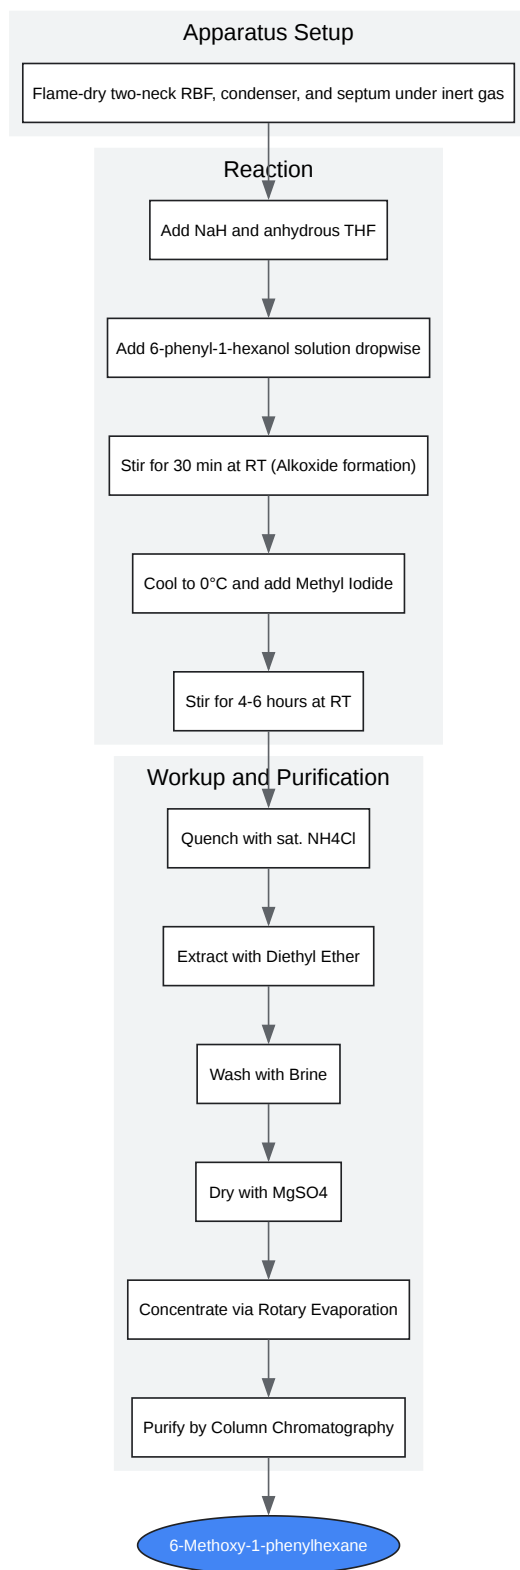 Apparatus Setup
Flame-dry two-neck RBF, condenser, and septum under inert gas
Reaction
Add NaH and anhydrous THF
Add 6-phenyl-1-hexanol solution dropwise
Stir for 30 min at RT (Alkoxide formation)
Cool to 0°C and add Methyl Iodide
Stir for 4-6 hours at RT
Workup and Purification
Quench with sat. NH4Cl
Extract with Diethyl Ether
Wash with Brine
Dry with MgSO4
Concentrate via Rotary Evaporation
Purify by Column Chromatography
6-Methoxy-1-phenylhexane